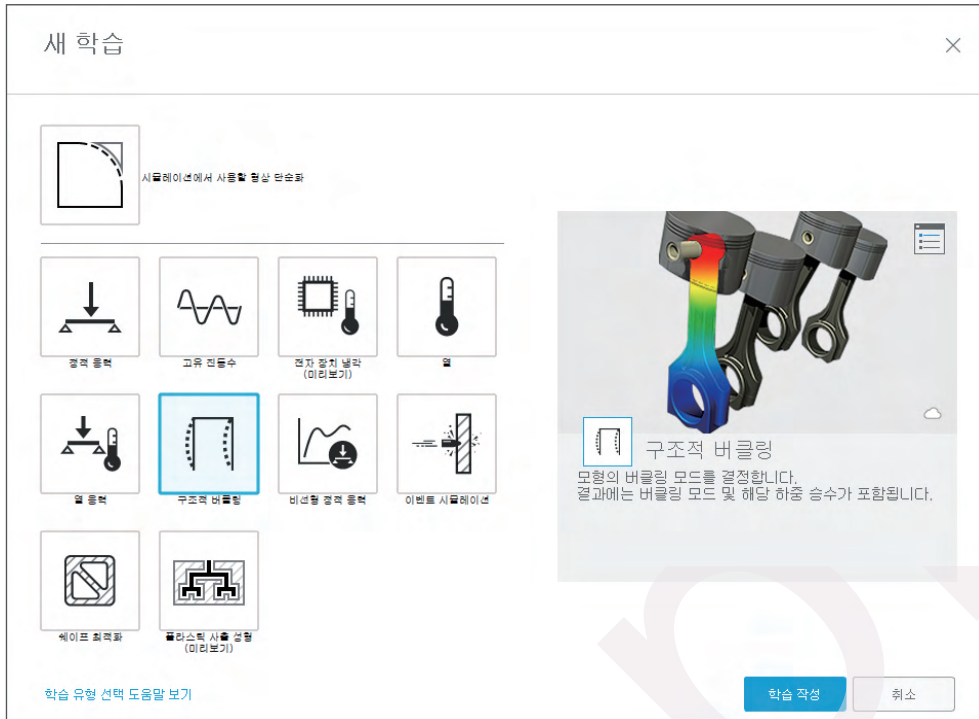 새 학습
시뮬레이션에서 사용할 형상 단순화
정적 응력
고유 진동수
전자 장치 냉각
(미리보기)
열
열 응력
구조적 버클링
비선형 정적 응력
이벤트 시뮬레이션
쉐이프 최적화
플라스틱 사출 성형
(미리보기)
구조적 버클링
모형의 버클링 모드를 결정합니다.
결과에는 버클링 모드 및 해당 하중 승수가 포함됩니다.
학습 유형 선택 도움말 보기
학습 작성
취소